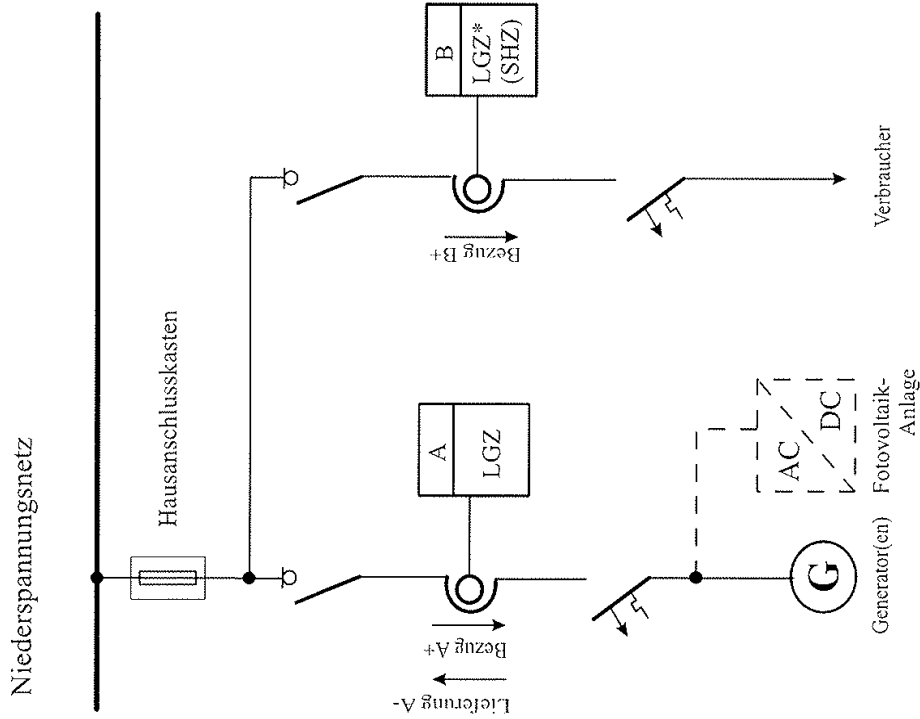 Niederspannungsnetz
Hausanschlusskasten
A
LGZ
B
LGZ*
(SHZ)
Lieferung A-
Bezug A+
Bezug B+
AC
DC
G
Generator(en)
Fotovoltaik-
Anlage
Verbraucher